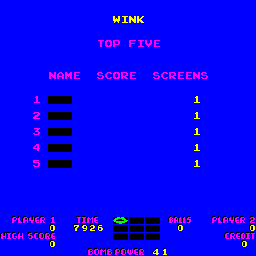 WINK
TOP FIVE
NAME SCORE SCREENS
1 1
2 1
3 1
4 1
5 1
PLAYER 1 TIME BALLS PLAYER 2
0 7926 0 0
HIGH SCORE CREDIT
0 0
BOMB POWER 41